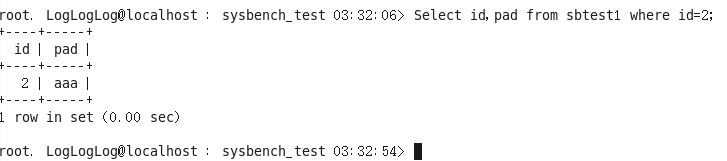 root. LogLogLog@localhost : sysbench_test 03:32:06> Select id,pad from sbtest1 where id=2;
+----+-----+
id | pad |
+----+-----+
2 | aaa |
+----+-----+
1 row in set (0.00 sec)
root. LogLogLog@localhost : sysbench_test 03:32:54>